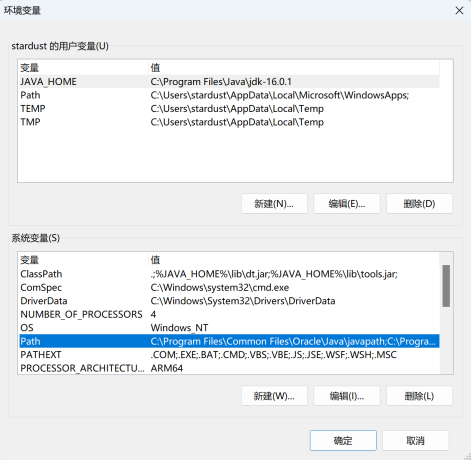 环境变量
stardust 的用户变量(U)
变量 值
JAVA_HOME C:\Program Files\Java\jdk-16.0.1
Path C:\Users\stardust\AppData\Local\Microsoft\WindowsApps;
TEMP C:\Users\stardust\AppData\Local\Temp
TMP C:\Users\stardust\AppData\Local\Temp
新建(N)... 编辑(E)... 删除(D)
系统变量(S)
变量 值
ClassPath .;%JAVA_HOME%\lib\dt.jar;%JAVA_HOME%\lib\tools.jar;
ComSpec C:\Windows\system32\cmd.exe
DriverData C:\Windows\System32\Drivers\DriverData
NUMBER_OF_PROCESSORS 4
OS Windows_NT
Path C:\Program Files\Common Files\Oracle\Java\javapath;C:\Progra...
PATHEXT .COM;.EXE;.BAT;.CMD;.VBS;.VBE;.JS;.JSE;.WSF;.WSH;.MSC
PROCESSOR_ARCHITECTU... ARM64
新建(W)... 编辑(I)... 删除(L)
确定 取消